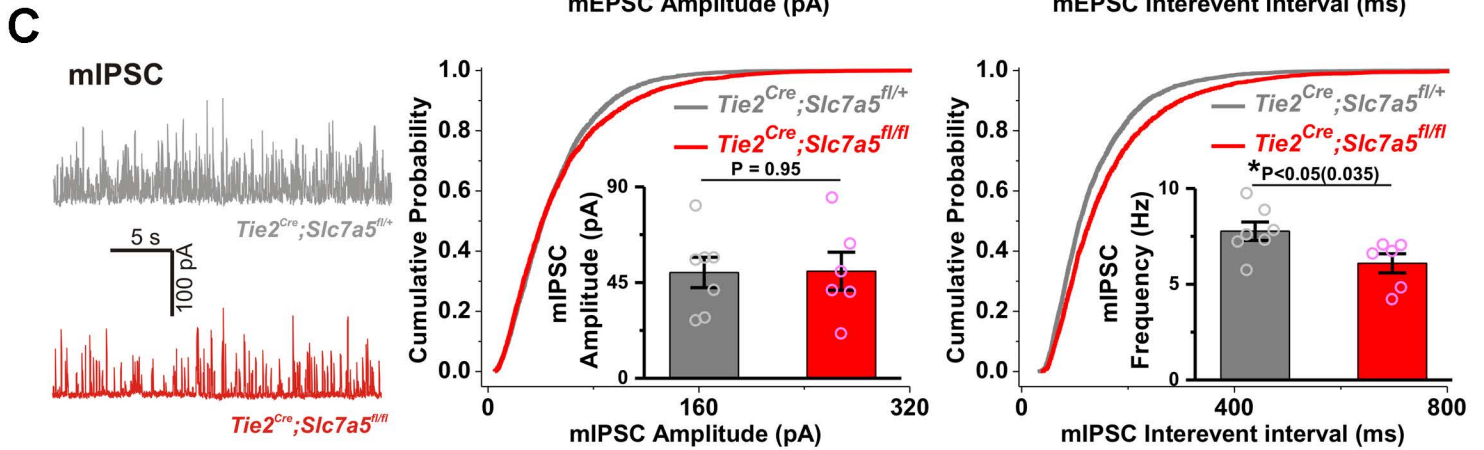 mEPSC Amplitude (pA)
mEPSC Interevent interval (ms)
C
mIPSC
Tie2Cre;Slc7a5fl/+
5 s
100 pA
Tie2Cre;Slc7a5fl/fl
Cumulative Probability
1.0
0.8
0.6
0.4
0.2
0.0
0
160
320
mIPSC Amplitude (pA)
Tie2Cre;Slc7a5fl/+
Tie2Cre;Slc7a5fl/fl
P = 0.95
mIPSC
Amplitude (pA)
90
45
0
Cumulative Probability
1.0
0.8
0.6
0.4
0.2
0.0
0
400
800
mIPSC Interevent interval (ms)
Tie2Cre;Slc7a5fl/+
Tie2Cre;Slc7a5fl/fl
*P<0.05(0.035)
mIPSC
Frequency (Hz)
10
5
0